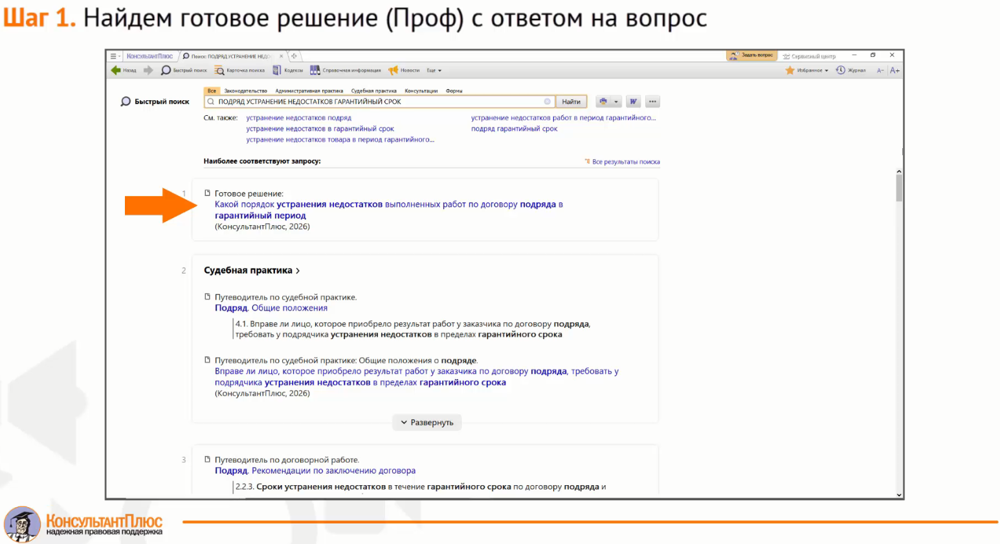 Шаг 1. Найдем готовое решение (Проф) с ответом на вопрос
КонсультантПлюс
Поиск: ПОДРЯД УСТРАНЕНИЕ НЕДО
Задать вопрос
Сервисный центр
Назад
Быстрый поиск
Карточка поиска
Кодексы
Справочная информация
Новости
Еще
Избранное
Журнал
A− A+
Все Законодательство Административная практика Судебная практика Консультации Формы
Быстрый поиск
ПОДРЯД УСТРАНЕНИЕ НЕДОСТАТКОВ ГАРАНТИЙНЫЙ СРОК
Найти
W
См. также: устранение недостатков подряд
устранение недостатков работ в период гарантийного...
устранение недостатков в гарантийный срок
подряд гарантийный срок
устранение недостатков товара в период гарантийного...
Наиболее соответствуют запросу:
Все результаты поиска
1
Готовое решение:
Какой порядок устранения недостатков выполненных работ по договору подряда в
гарантийный период
(КонсультантПлюс, 2026)
2
Судебная практика >
Путеводитель по судебной практике.
Подряд. Общие положения
4.1. Вправе ли лицо, которое приобрело результат работ у заказчика по договору подряда,
требовать у подрядчика устранения недостатков в пределах гарантийного срока
Путеводитель по судебной практике: Общие положения о подряде.
Вправе ли лицо, которое приобрело результат работ у заказчика по договору подряда, требовать у
подрядчика устранения недостатков в пределах гарантийного срока
(КонсультантПлюс, 2026)
Развернуть
3
Путеводитель по договорной работе.
Подряд. Рекомендации по заключению договора
2.2.3. Сроки устранения недостатков в течение гарантийного срока по договору подряда и
КонсультантПлюс
надежная правовая поддержка